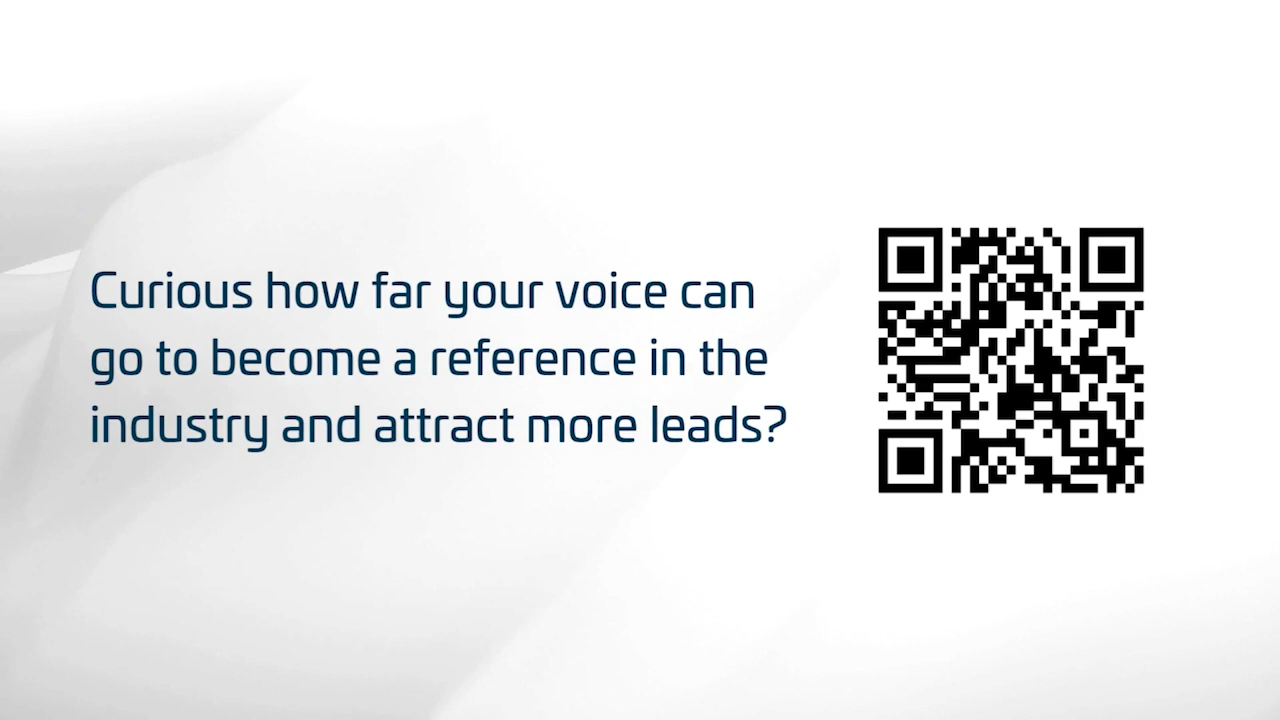 Curious how far your voice can
go to become a reference in the
industry and attract more leads?